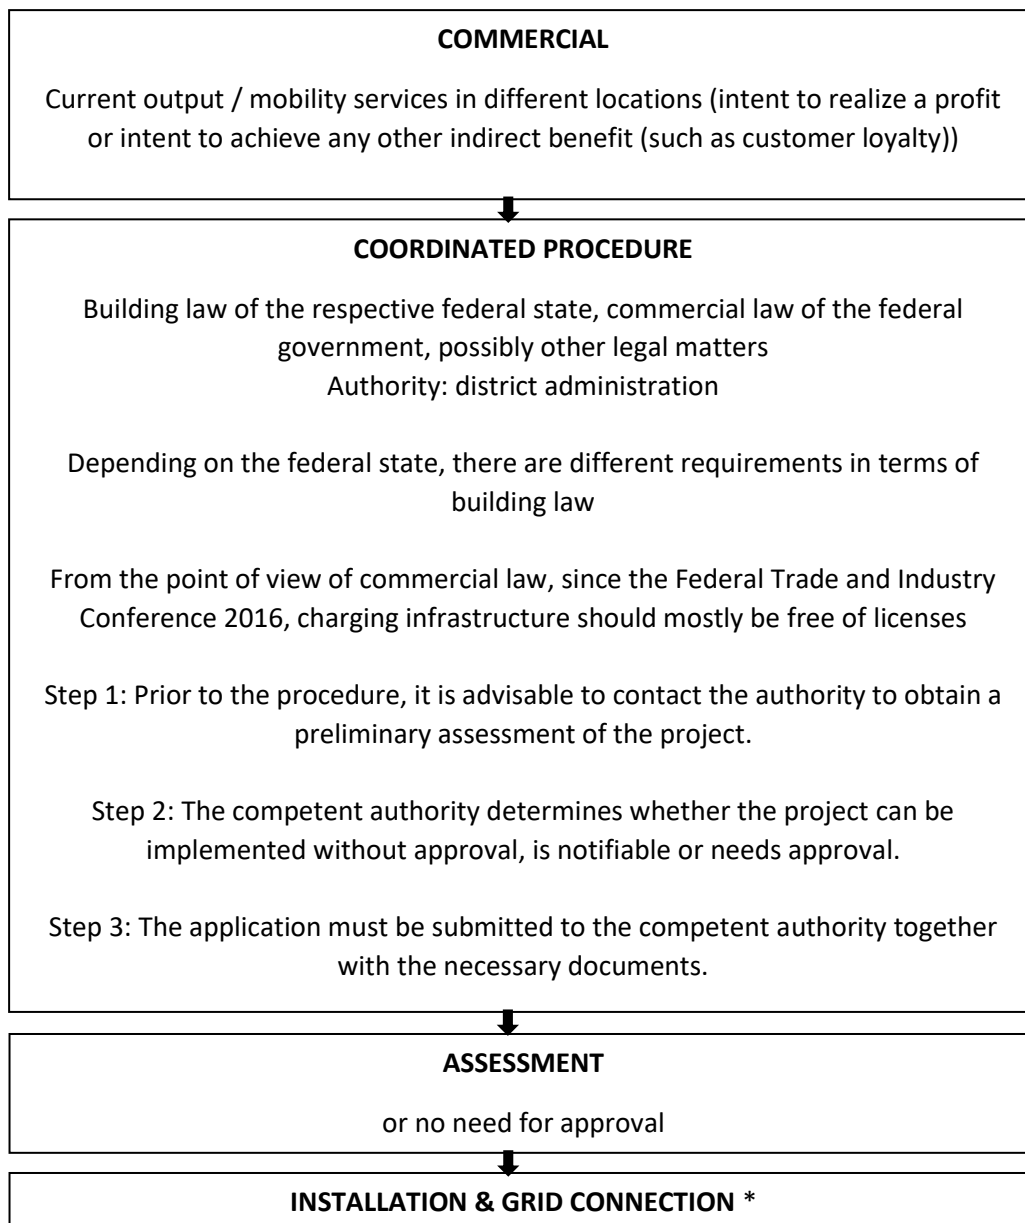 COMMERCIAL
Current output / mobility services in different locations (intent to realize a profit
or intent to achieve any other indirect benefit (such as customer loyalty))
COORDINATED PROCEDURE
Building law of the respective federal state, commercial law of the federal
government, possibly other legal matters
Authority: district administration
Depending on the federal state, there are different requirements in terms of
building law
From the point of view of commercial law, since the Federal Trade and Industry
Conference 2016, charging infrastructure should mostly be free of licenses
Step 1: Prior to the procedure, it is advisable to contact the authority to obtain a
preliminary assessment of the project.
Step 2: The competent authority determines whether the project can be
implemented without approval, is notifiable or needs approval.
Step 3: The application must be submitted to the competent authority together
with the necessary documents.
ASSESSMENT
or no need for approval
INSTALLATION & GRID CONNECTION *